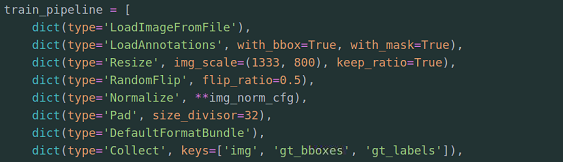 train_pipeline = [
    dict(type='LoadImageFromFile'),
    dict(type='LoadAnnotations', with_bbox=True, with_mask=True),
    dict(type='Resize', img_scale=(1333, 800), keep_ratio=True),
    dict(type='RandomFlip', flip_ratio=0.5),
    dict(type='Normalize', **img_norm_cfg),
    dict(type='Pad', size_divisor=32),
    dict(type='DefaultFormatBundle'),
    dict(type='Collect', keys=['img', 'gt_bboxes', 'gt_labels']),